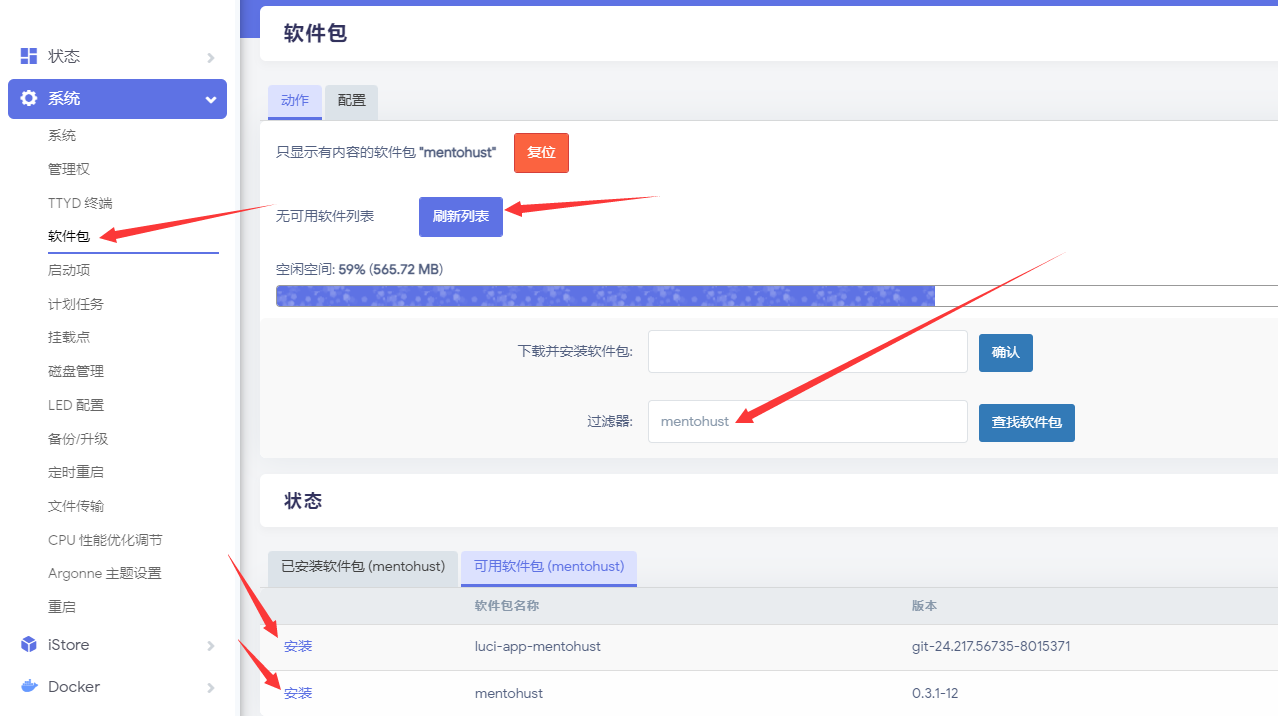 状态
系统
系统
管理权
TTYD 终端
软件包
启动项
计划任务
挂载点
磁盘管理
LED 配置
备份/升级
定时重启
文件传输
CPU 性能优化调节
Argonne 主题设置
重启
iStore
Docker
软件包
动作 配置
只显示有内容的软件包 "mentohust" 复位
无可用软件列表 刷新列表
空闲空间: 59% (565.72 MB)
下载并安装软件包: 确认
过滤器: mentohust 查找软件包
状态
已安装软件包 (mentohust) 可用软件包 (mentohust)
软件包名称 版本
安装 luci-app-mentohust git-24.217.56735-8015371
安装 mentohust 0.3.1-12